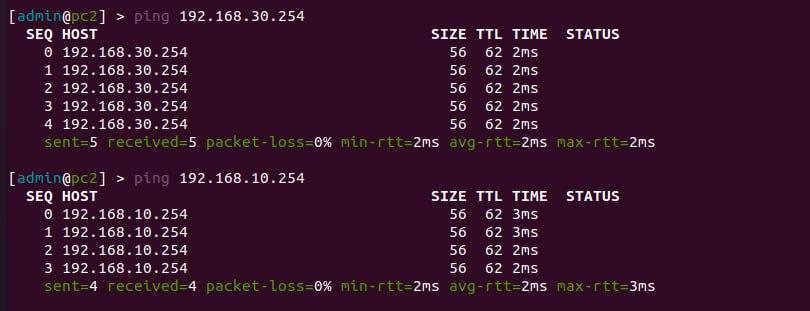 [admin@pc2] > ping 192.168.30.254
SEQ HOST SIZE TTL TIME STATUS
0 192.168.30.254 56 62 2ms
1 192.168.30.254 56 62 2ms
2 192.168.30.254 56 62 2ms
3 192.168.30.254 56 62 2ms
4 192.168.30.254 56 62 2ms
sent=5 received=5 packet-loss=0% min-rtt=2ms avg-rtt=2ms max-rtt=2ms
[admin@pc2] > ping 192.168.10.254
SEQ HOST SIZE TTL TIME STATUS
0 192.168.10.254 56 62 3ms
1 192.168.10.254 56 62 3ms
2 192.168.10.254 56 62 2ms
3 192.168.10.254 56 62 2ms
sent=4 received=4 packet-loss=0% min-rtt=2ms avg-rtt=2ms max-rtt=3ms